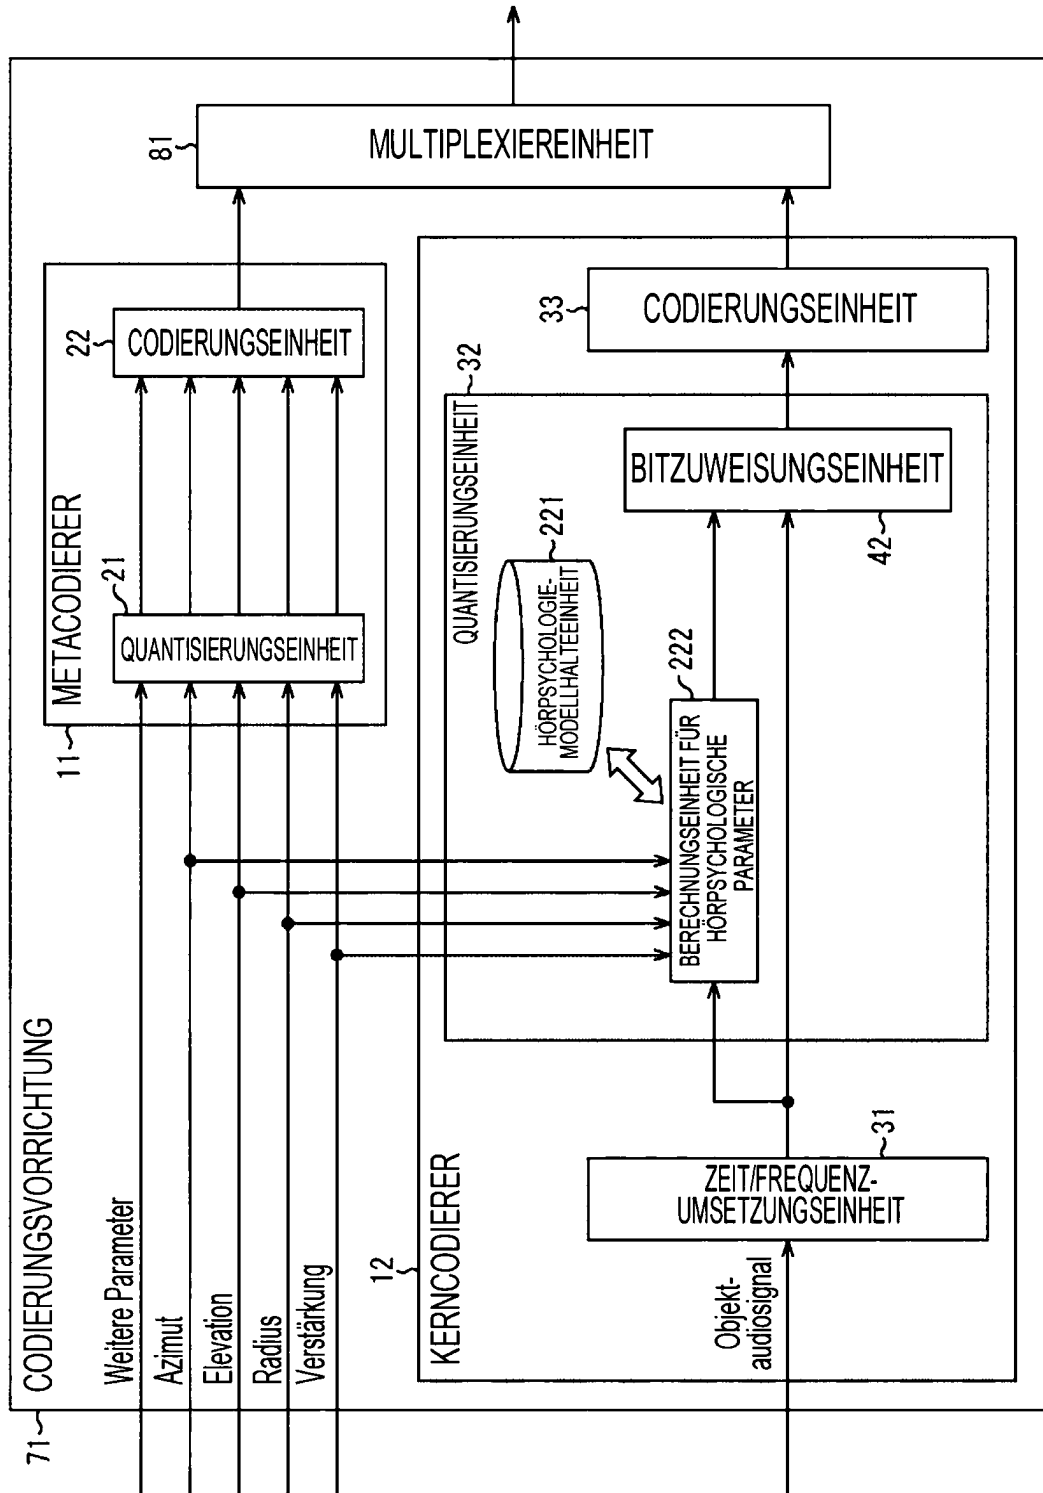 71
CODIERUNGSVORRICHTUNG
Weitere Parameter
Azimut
Elevation
Radius
Verstärkung
11
METACODIERER
21
QUANTISIERUNGSEINHEIT
22
CODIERUNGSEINHEIT
81
MULTIPLEXIEREINHEIT
12
KERNCODIERER
Objekt-
audiosignal
31
ZEIT/FREQUENZ-
UMSETZUNGSEINHEIT
QUANTISIERUNGSEINHEIT
32
HÖRPSYCHOLOGIE-
MODELLHALTEEINHEIT
221
222
BERECHNUNGSEINHEIT FÜR
HÖRPSYCHOLOGISCHE
PARAMETER
BITZUWEISUNGSEINHEIT
42
33
CODIERUNGSEINHEIT